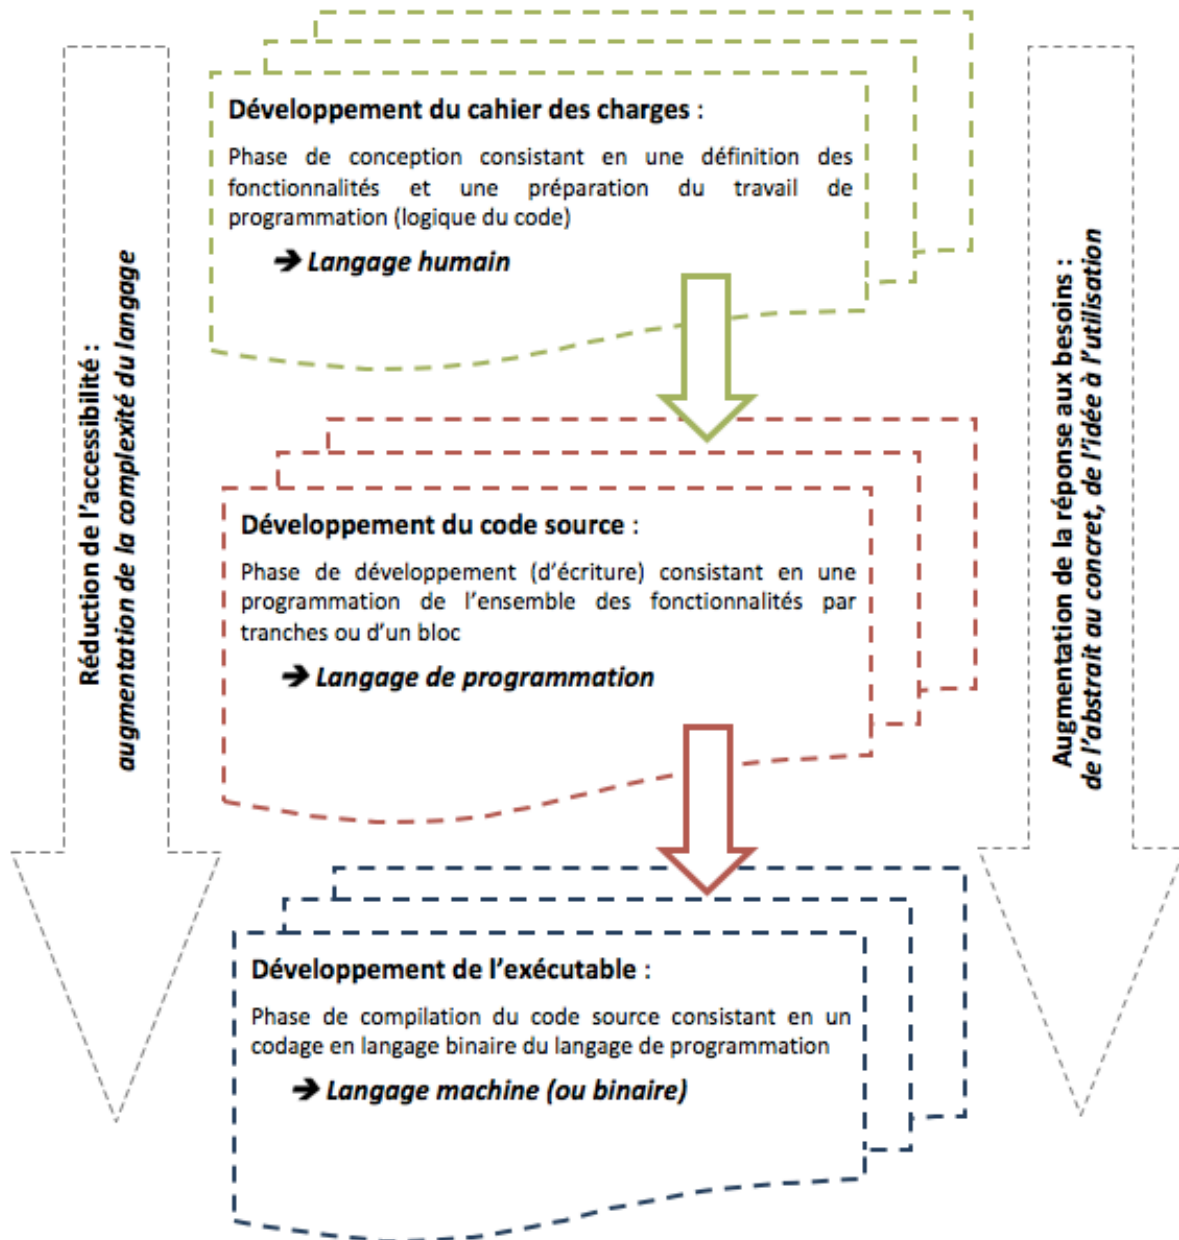 Développement du cahier des charges :
Phase de conception consistant en une définition des
fonctionnalités et une préparation du travail de
programmation (logique du code)
➔ Langage humain
Réduction de l'accessibilité :
augmentation de la complexité du langage
Augmentation de la réponse aux besoins :
de l'abstrait au concret, de l'idée à l'utilisation
Développement du code source :
Phase de développement (d'écriture) consistant en une
programmation de l'ensemble des fonctionnalités par
tranches ou d'un bloc
➔ Langage de programmation
Développement de l'exécutable :
Phase de compilation du code source consistant en un
codage en langage binaire du langage de programmation
➔ Langage machine (ou binaire)